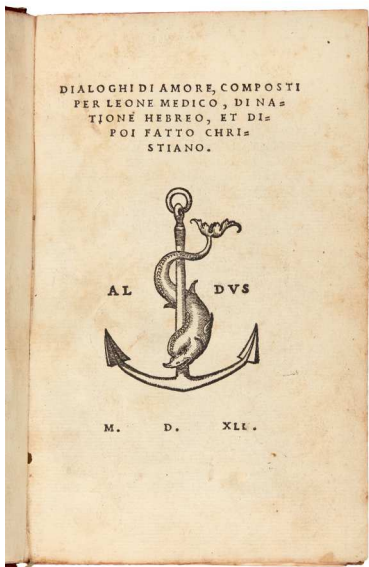 DIALOGHI DI AMORE, COMPOSTI
PER LEONE MEDICO, DI NA=
TIONE HEBREO, ET DI=
POI FATTO CHRI=
STIANO.
AL DVS
M. D. XLI.